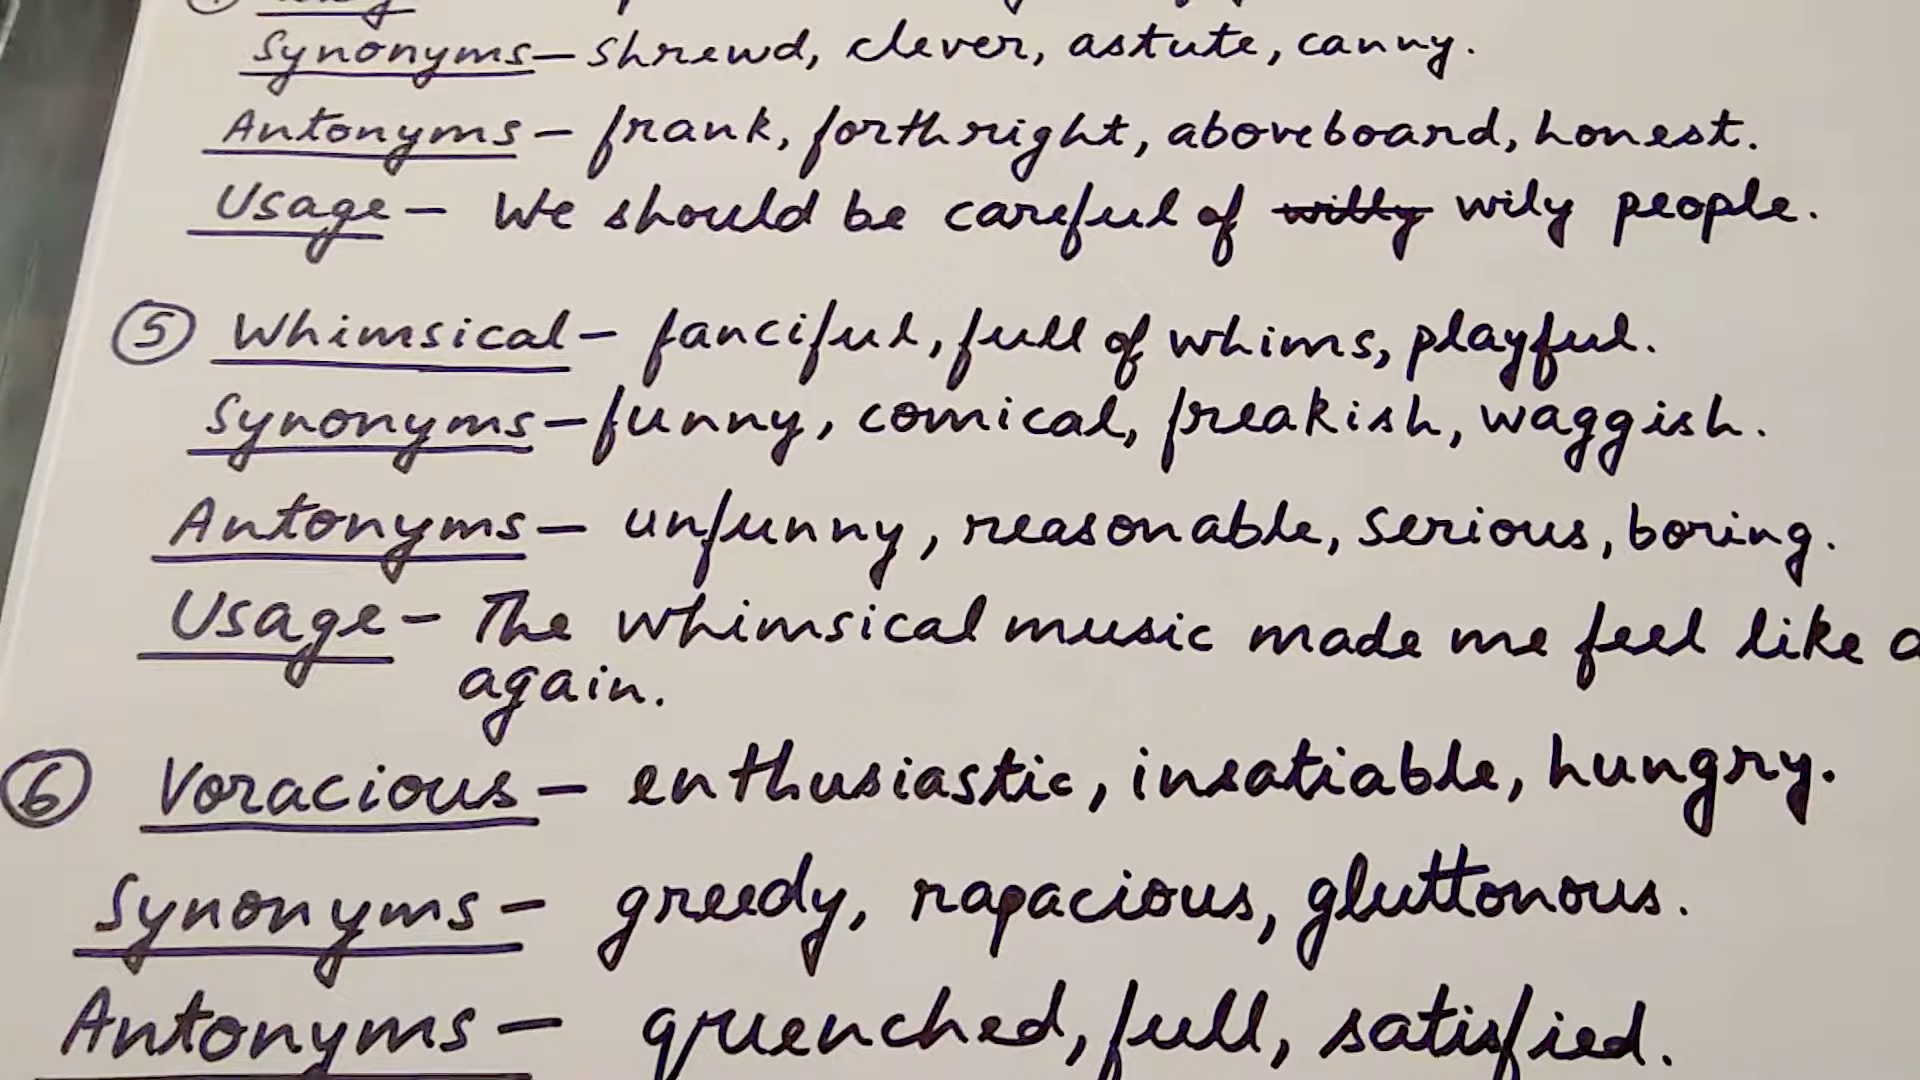 Synonyms- shrewd, clever, astute, canny.
Antonyms- frank, forthright, aboveboard, honest.
Usage- We should be careful of wily people.
5 Whimsical- fanciful, full of whims, playful.
Synonyms- funny, comical, freakish, waggish.
Antonyms- unfunny, reasonable, serious, boring.
Usage- The whimsical music made me feel like
again.
6 Voracious- enthusiastic, insatiable, hungry.
Synonyms- greedy, rapacious, gluttonous.
Antonyms- quenched, full, satisfied.